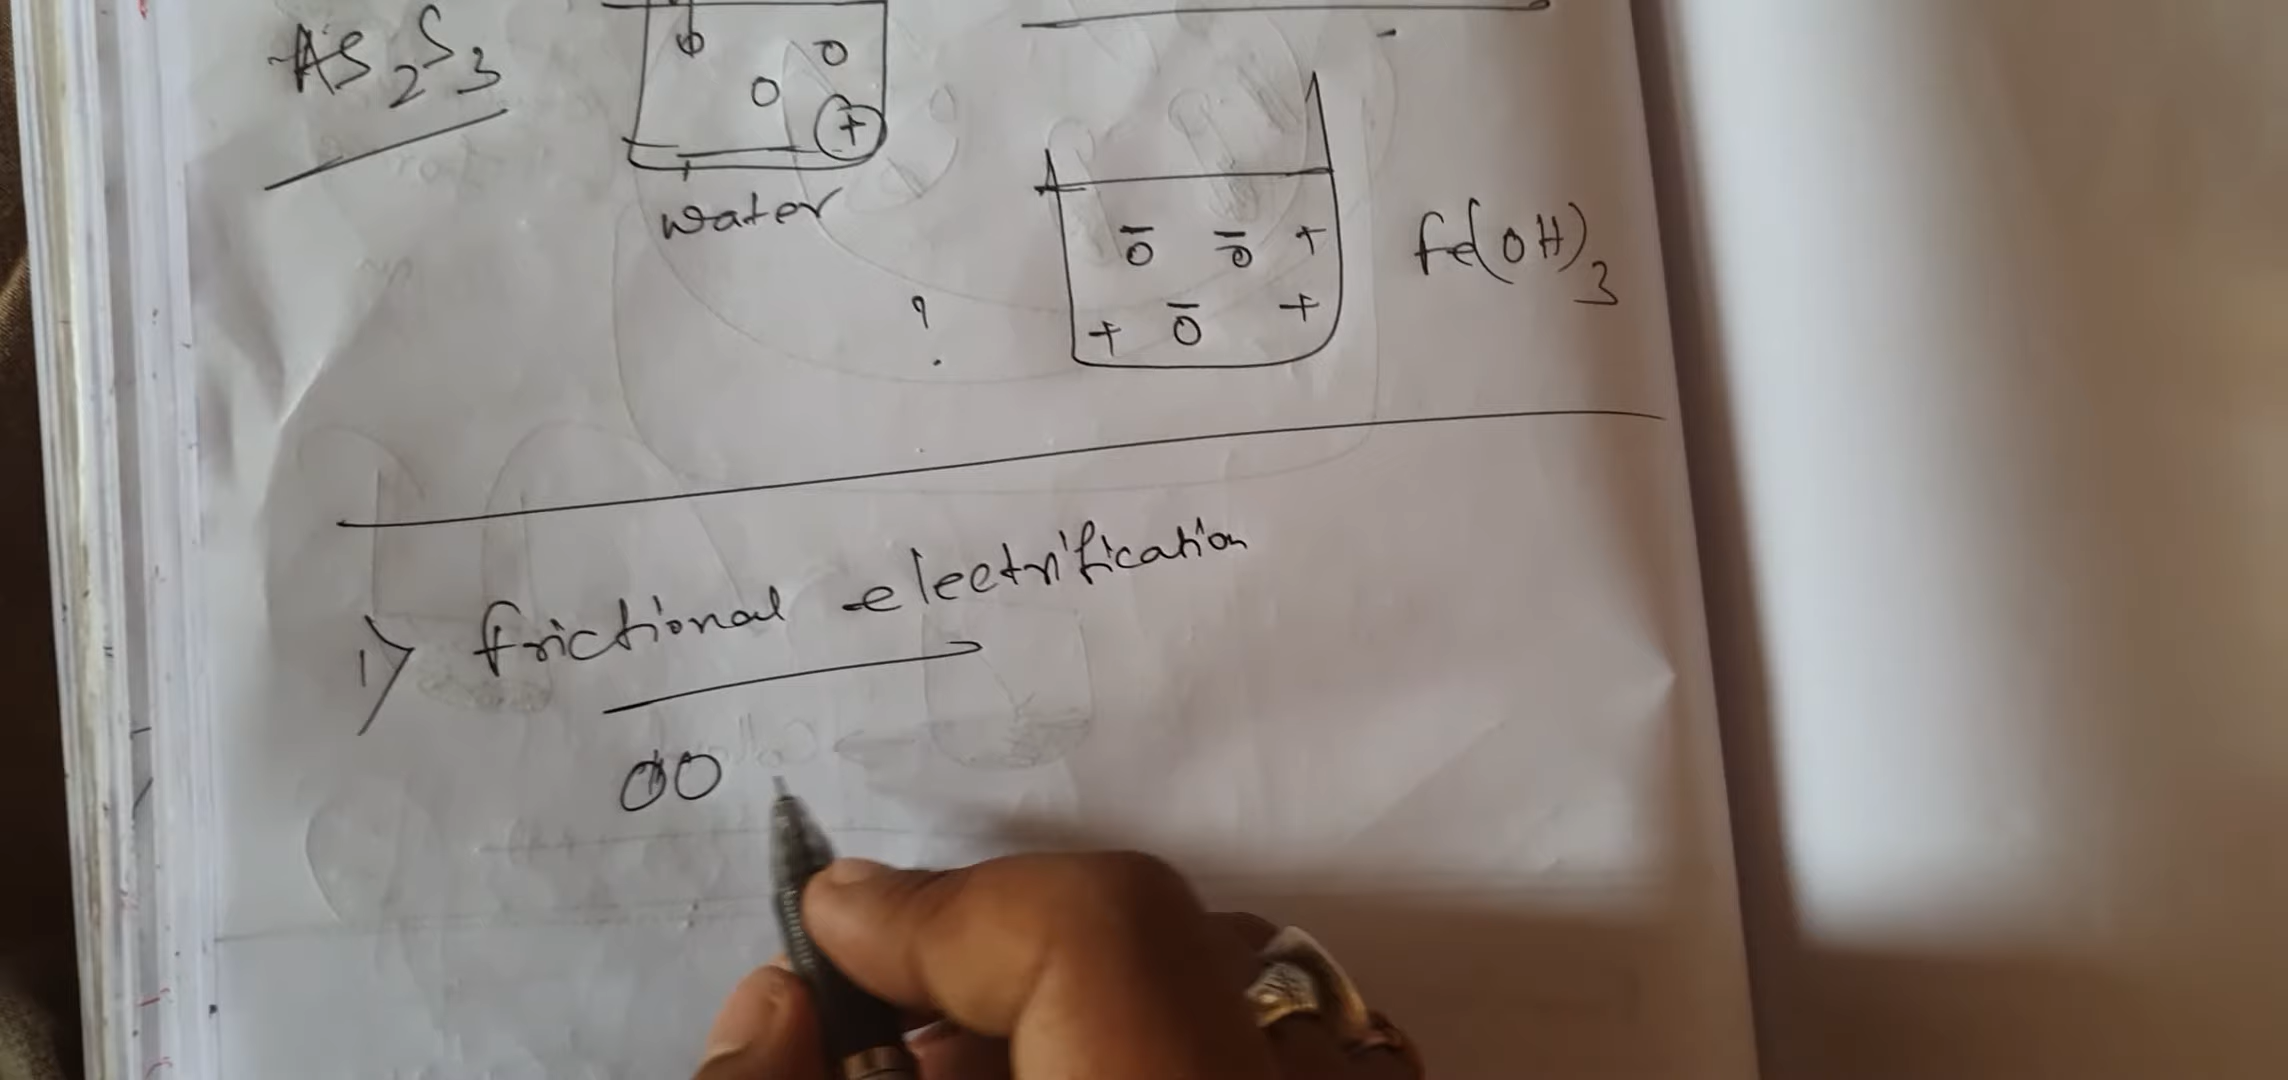 As2S3
water
Fe(OH)3
?
1) frictional electrification